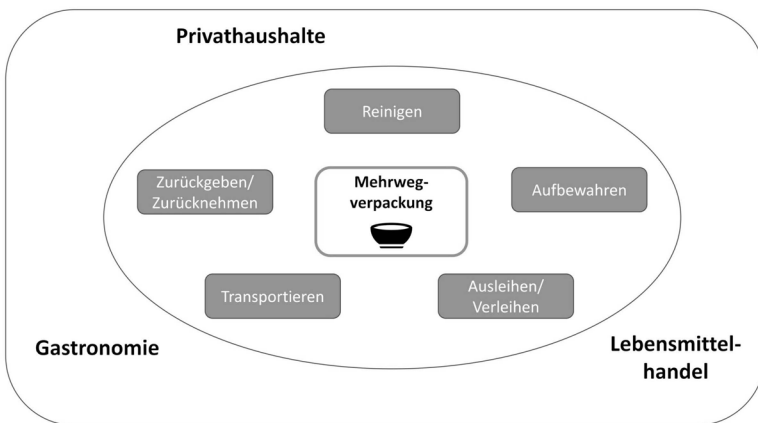 Privathaushalte
Reinigen
Zurückgeben/
Zurücknehmen
Mehrweg-
verpackung
Aufbewahren
Transportieren
Ausleihen/
Verleihen
Gastronomie
Lebensmittel-
handel